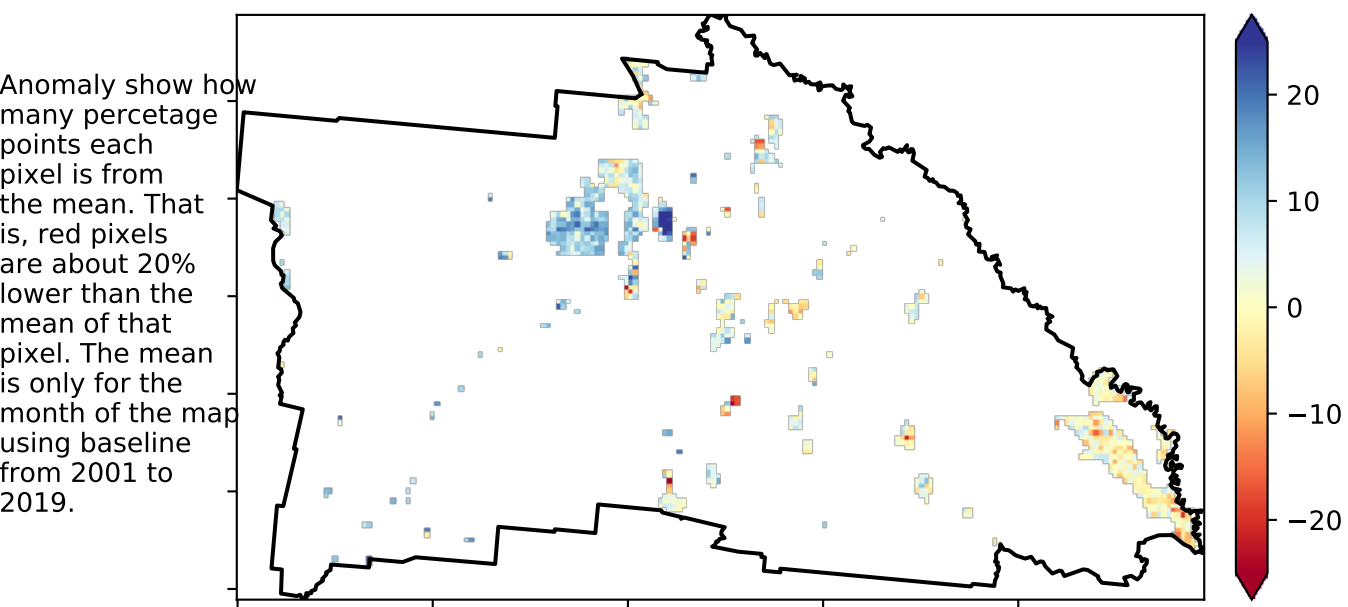 Anomaly show how
many percetage
points each
pixel is from
the mean. That
is, red pixels
are about 20%
lower than the
mean of that
pixel. The mean
is only for the
month of the map
using baseline
from 2001 to
2019.
20
10
0
−10
−20